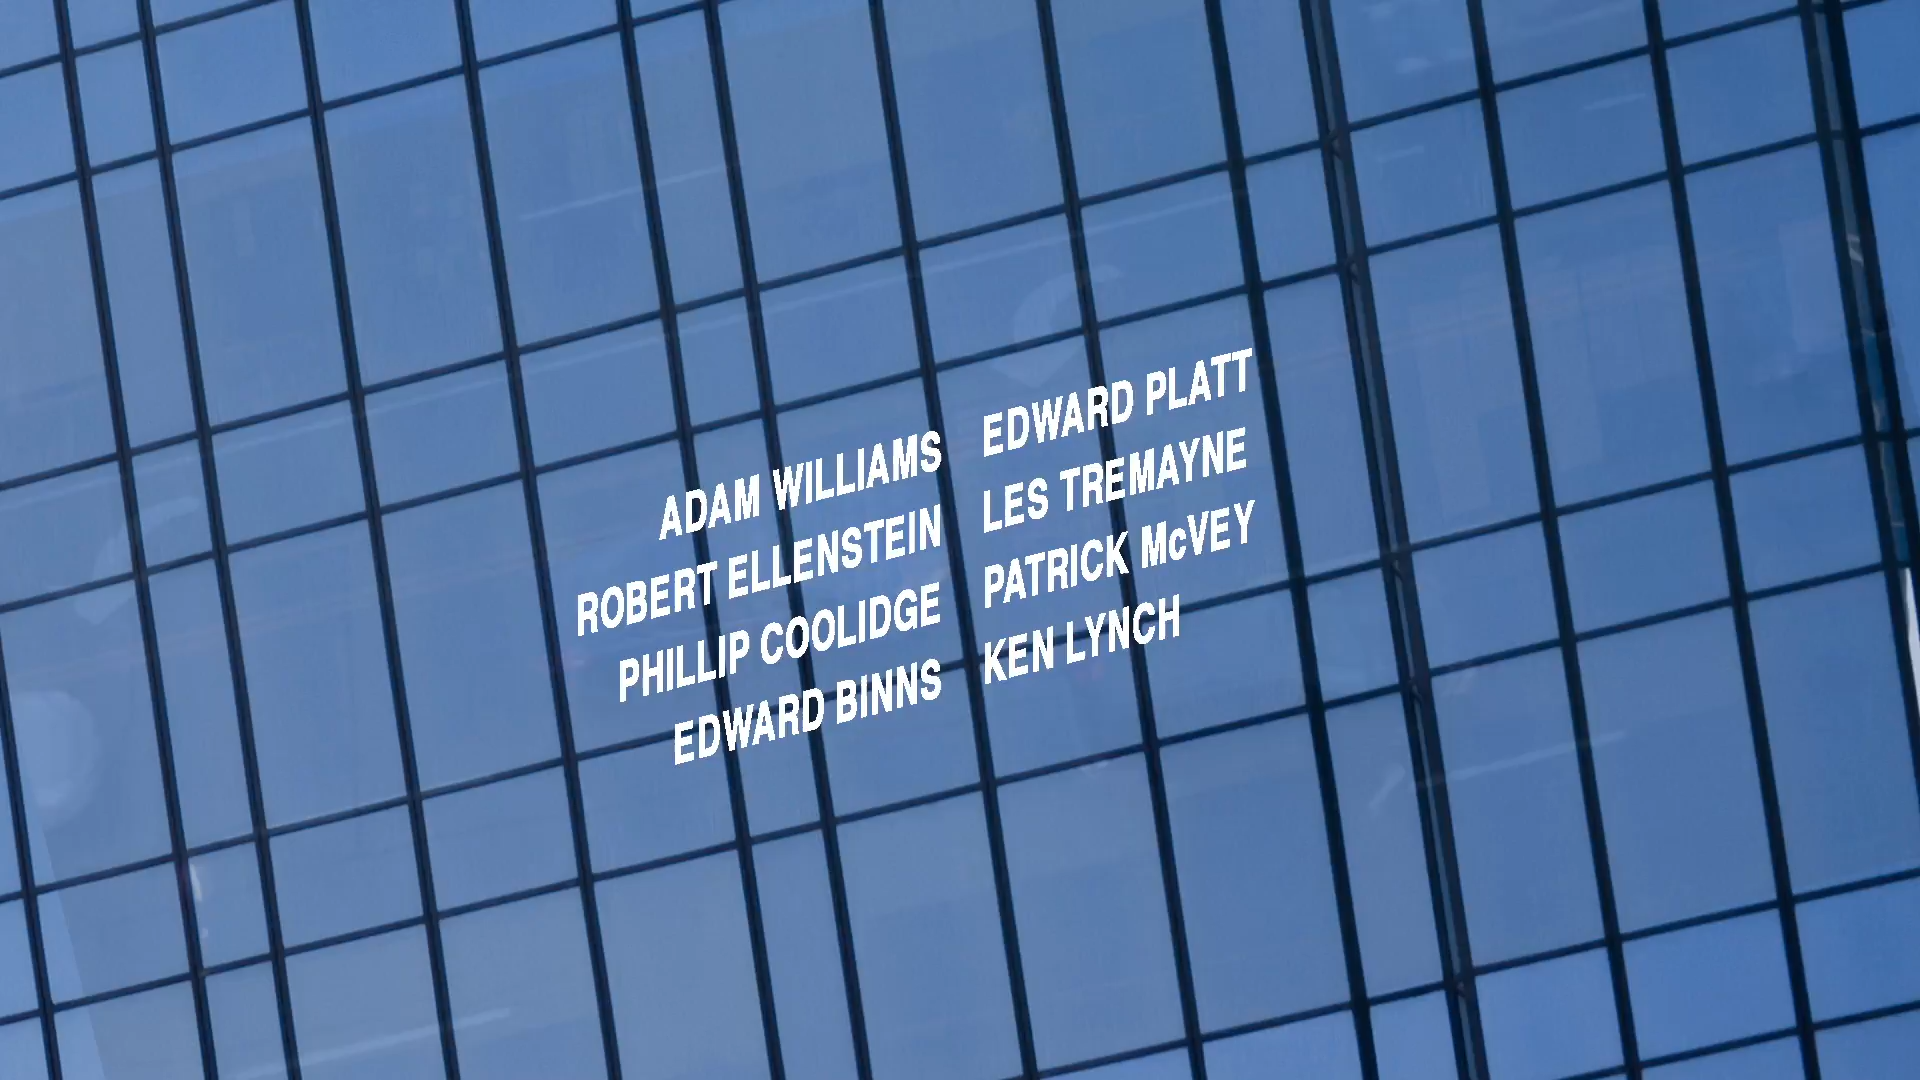 ADAM WILLIAMS
ROBERT ELLENSTEIN
PHILLIP COOLIDGE
EDWARD BINNS
EDWARD PLATT
LES TREMAYNE
PATRICK McVEY
KEN LYNCH